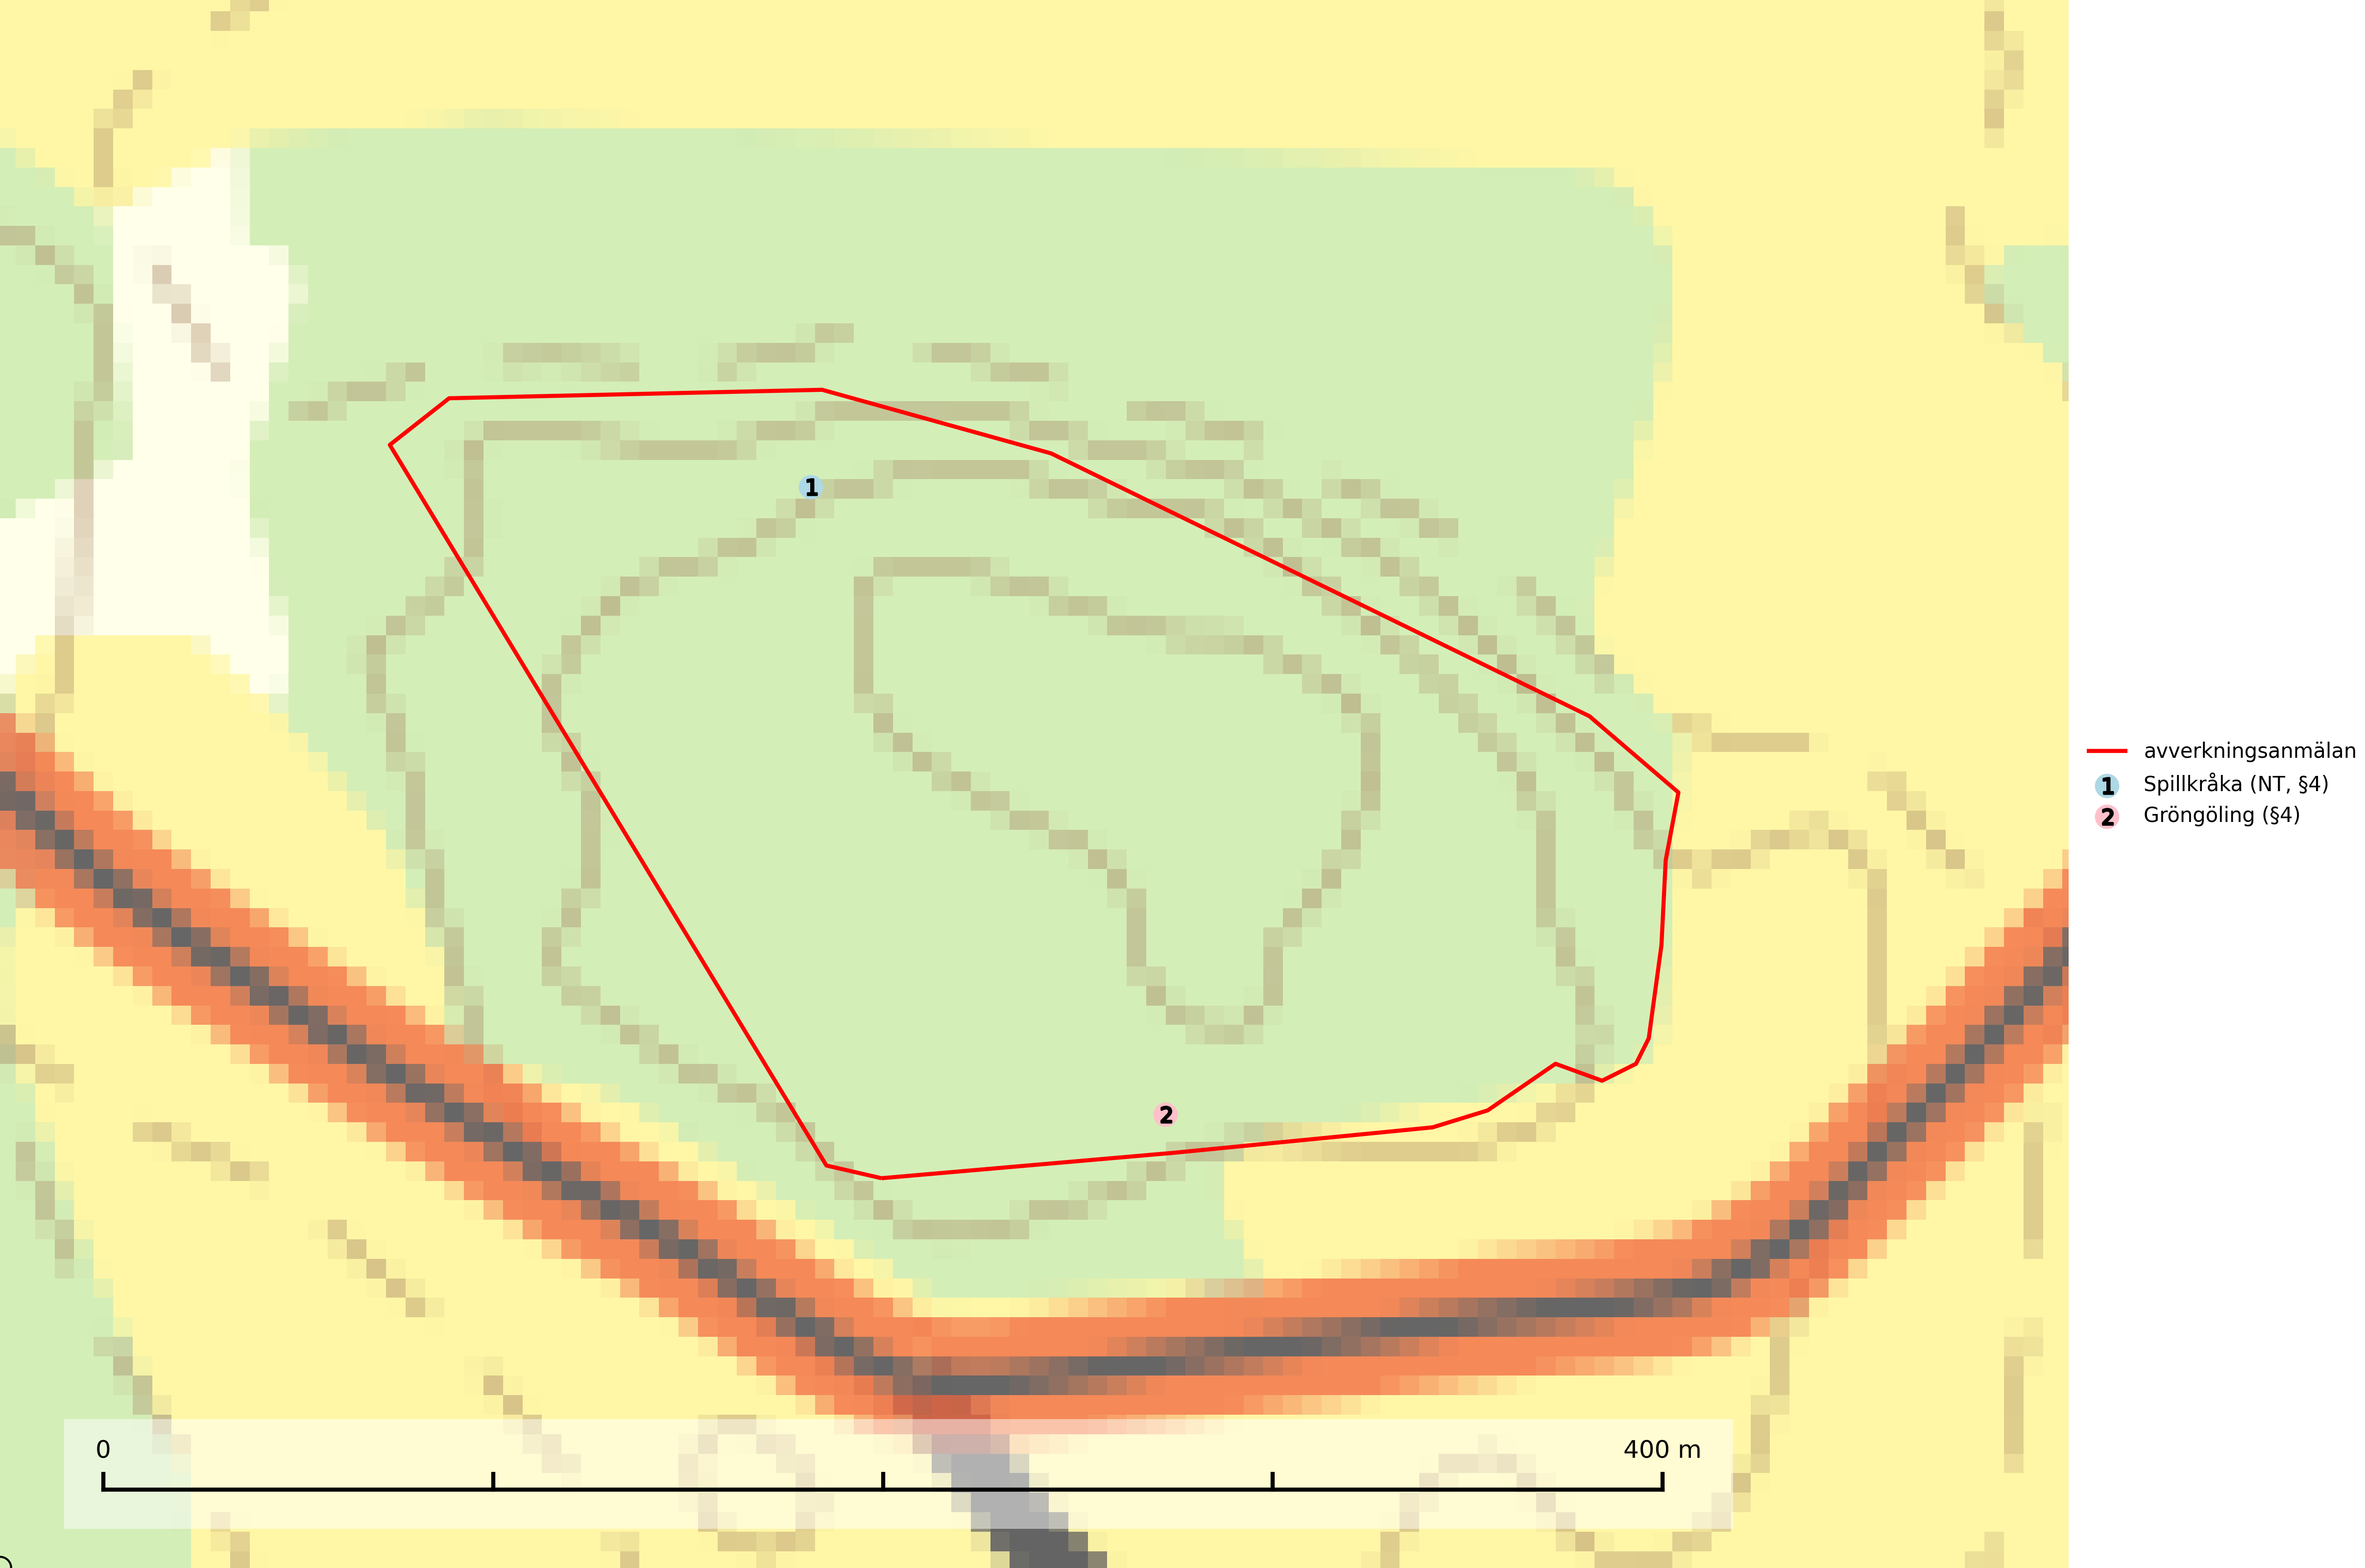 1
2
avverkningsanmälan
1 Spillkråka (NT, §4)
2 Gröngöling (§4)
0 400 m